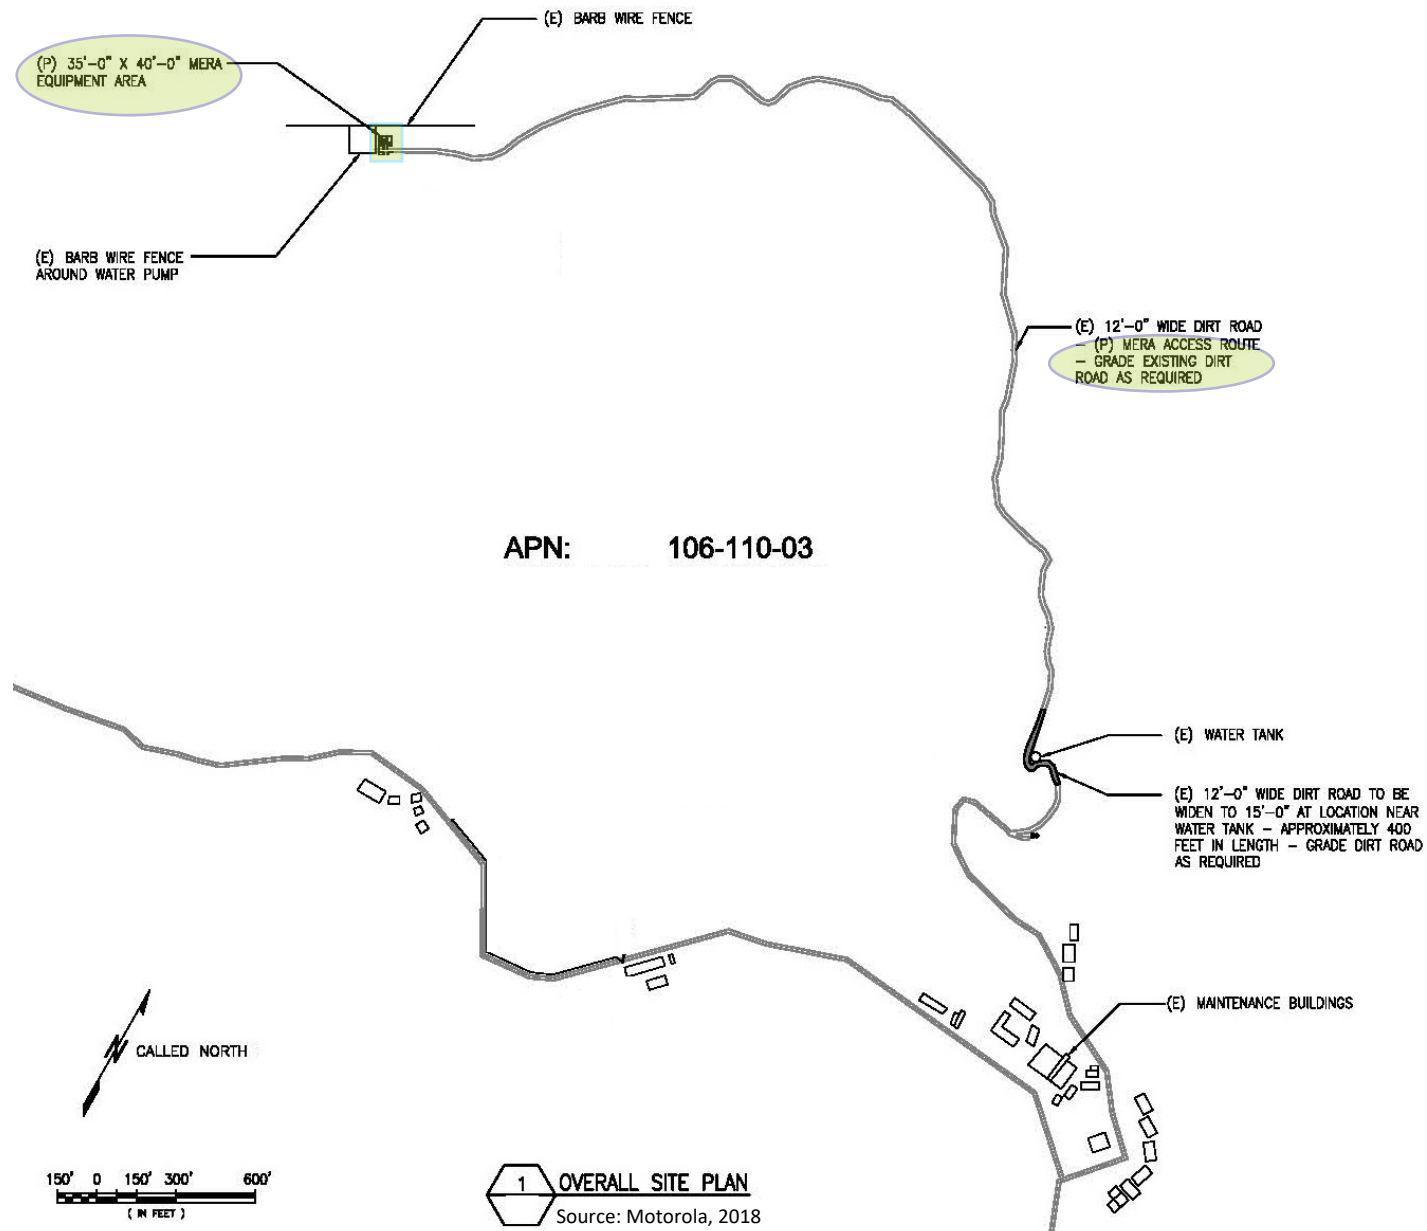 (E) BARB WIRE FENCE
(P) 35'-0" X 40'-0" MERA
EQUIPMENT AREA
(E) BARB WIRE FENCE
AROUND WATER PUMP
(E) 12'-0" WIDE DIRT ROAD
- (P) MERA ACCESS ROUTE
- GRADE EXISTING DIRT
ROAD AS REQUIRED
APN: 106-110-03
(E) WATER TANK
(E) 12'-0" WIDE DIRT ROAD TO BE
WIDEN TO 15'-0" AT LOCATION NEAR
WATER TANK - APPROXIMATELY 400
FEET IN LENGTH - GRADE DIRT ROAD
AS REQUIRED
(E) MAINTENANCE BUILDINGS
N
CALLED NORTH
150' 0 150' 300' 600'
( IN FEET )
1 OVERALL SITE PLAN
Source: Motorola, 2018